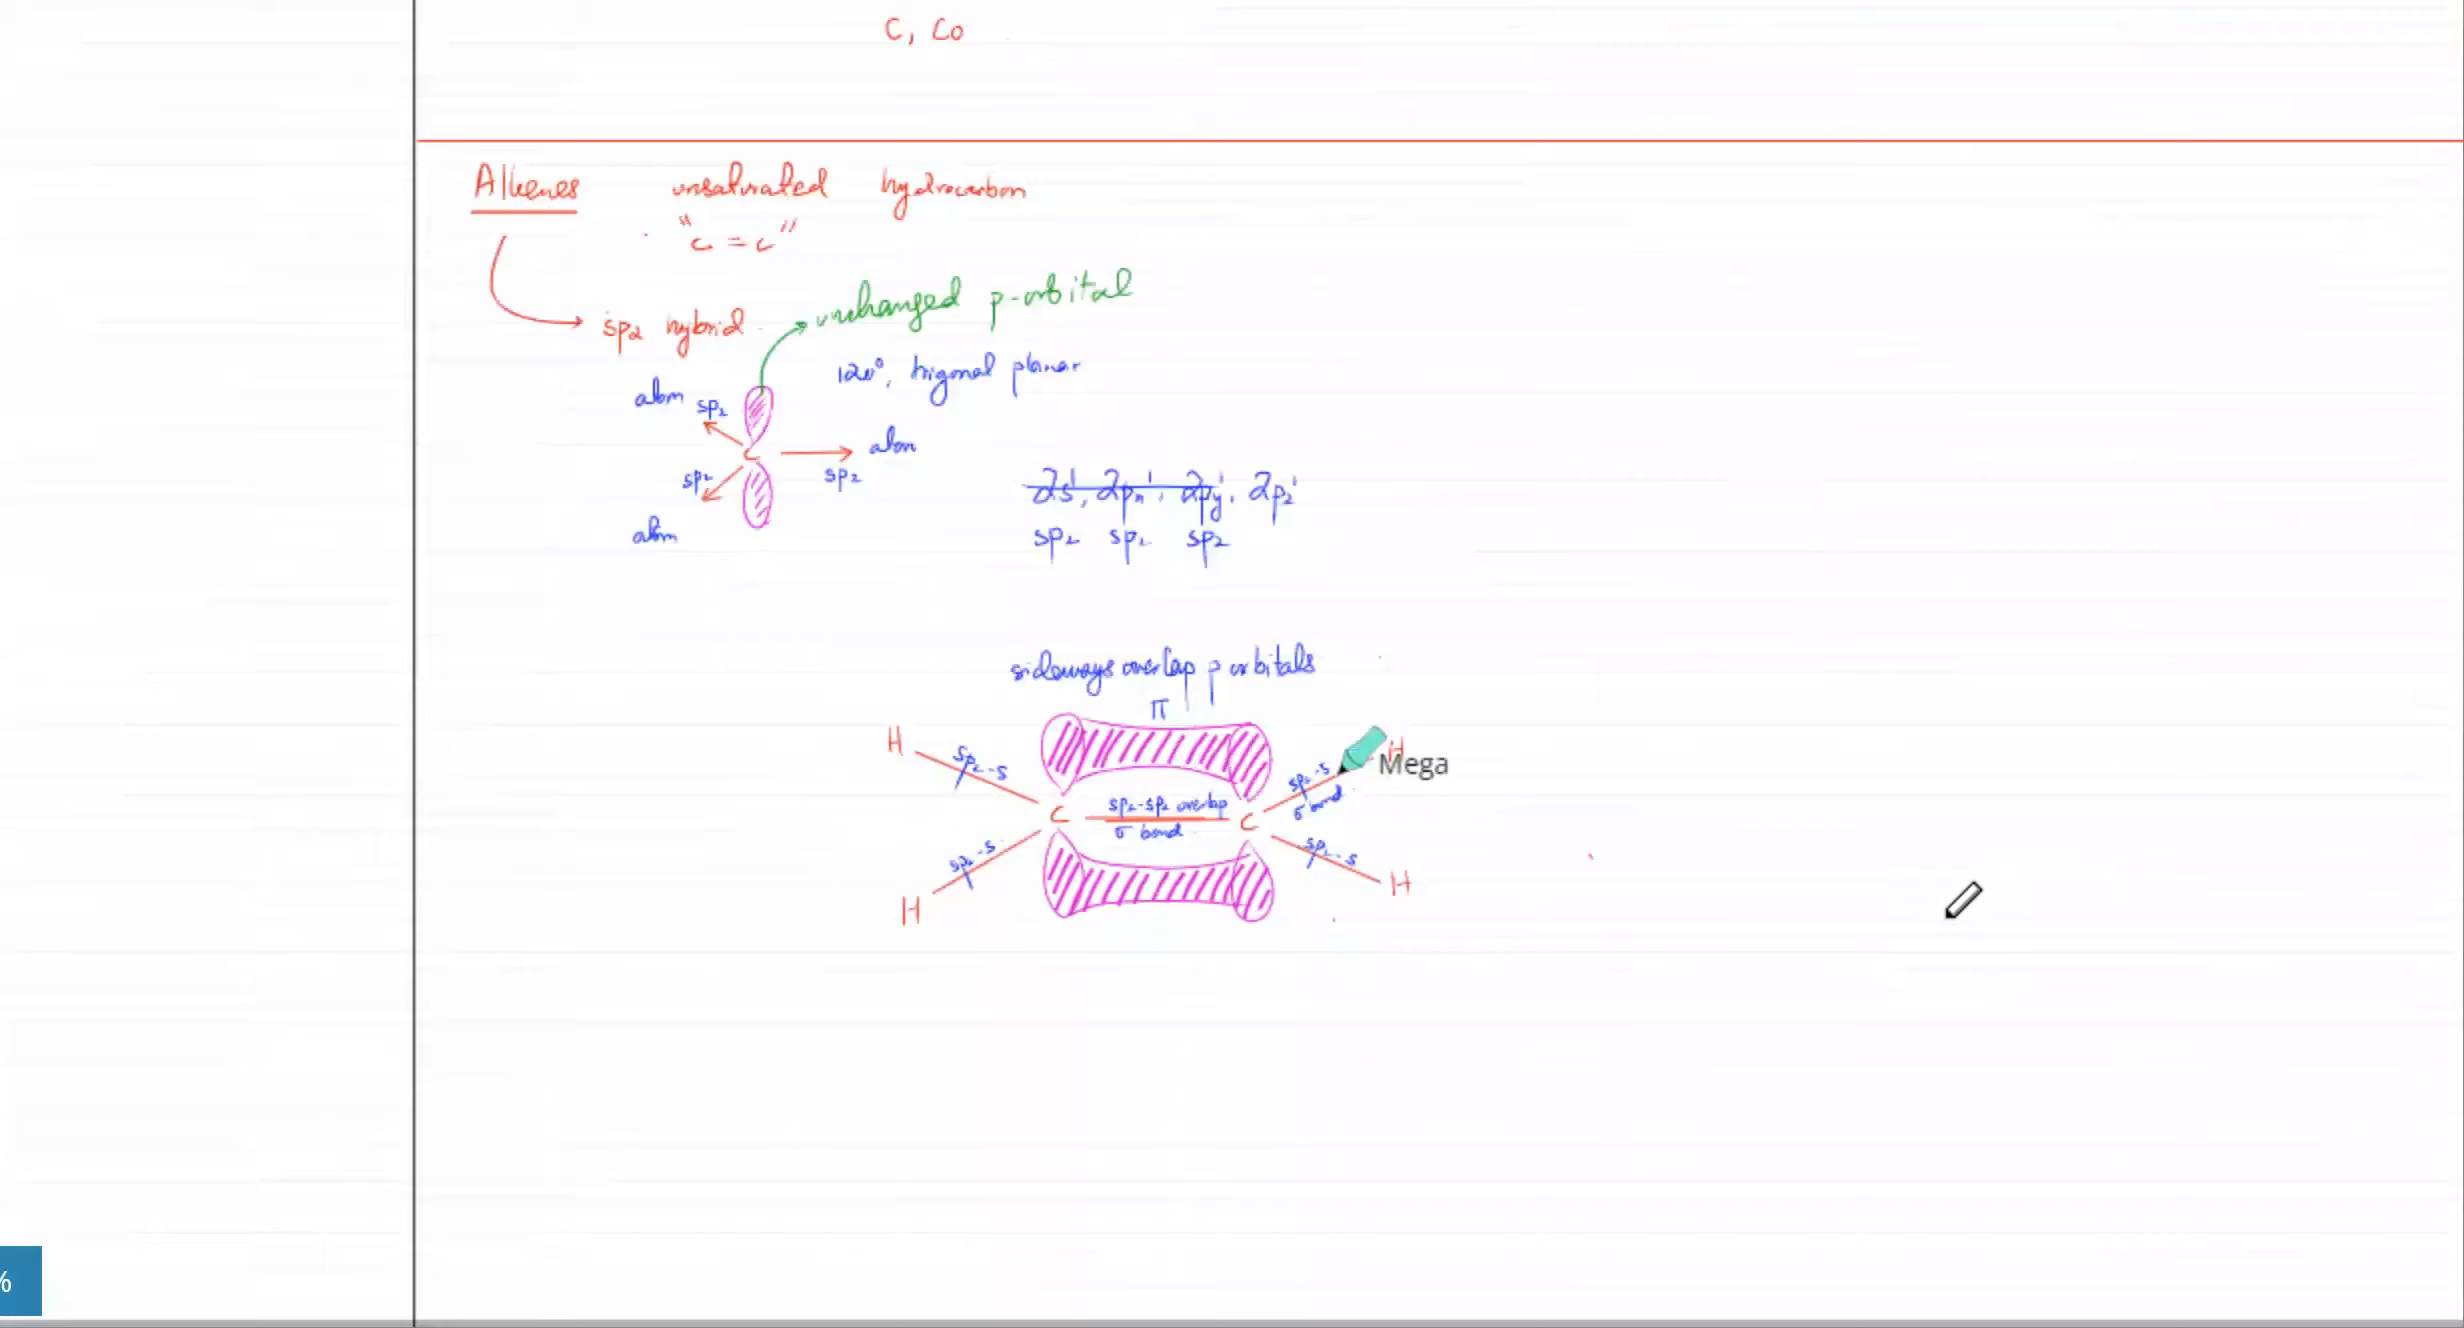 C, Co
Alkenes unsaturated hydrocarbon
"C = C"
sp2 hybrid unchanged p-orbital
120°, trigonal planar
atom sp2
C atom
sp2 sp2
atom
2s¹, 2px¹, 2py¹, 2pz¹
sp2 sp2 sp2
sideways overlap p orbitals
π
H sp2-s sp2-s H
Mega
σ bond
C sp2-sp2 overlap C
σ bond
sp2-s sp2-s
H H
%